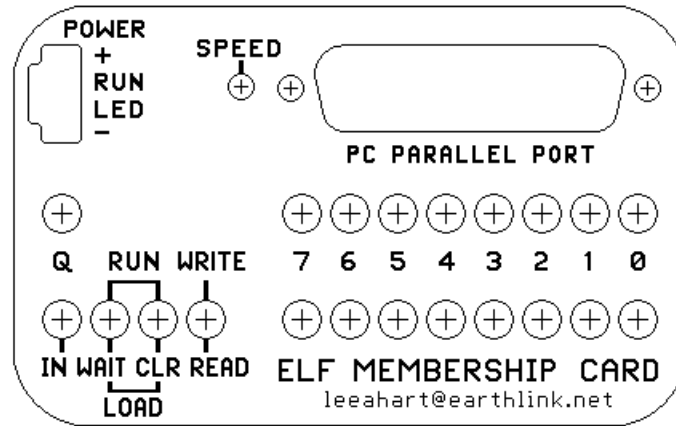 POWER
+
RUN
LED
-
SPEED
PC PARALLEL PORT
Q RUN WRITE 7 6 5 4 3 2 1 0
IN WAIT CLR READ
LOAD
ELF MEMBERSHIP CARD
leeahart@earthlink.net